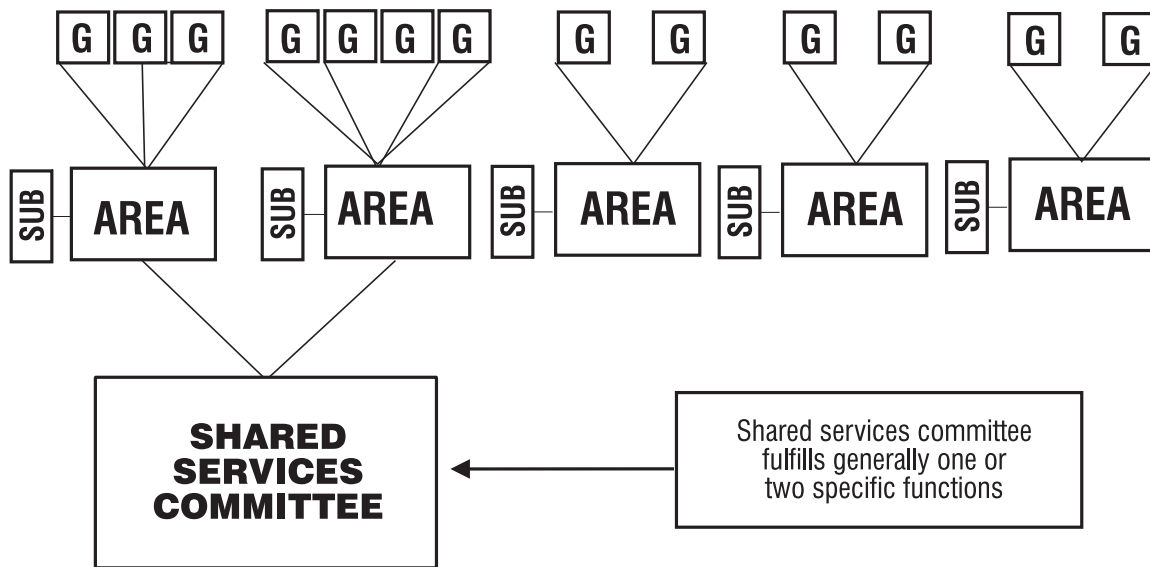 G G G G G G G G G G G G G
SUB AREA SUB AREA SUB AREA SUB AREA SUB AREA
SHARED
SERVICES
COMMITTEE
Shared services committee
fulfills generally one or
two specific functions